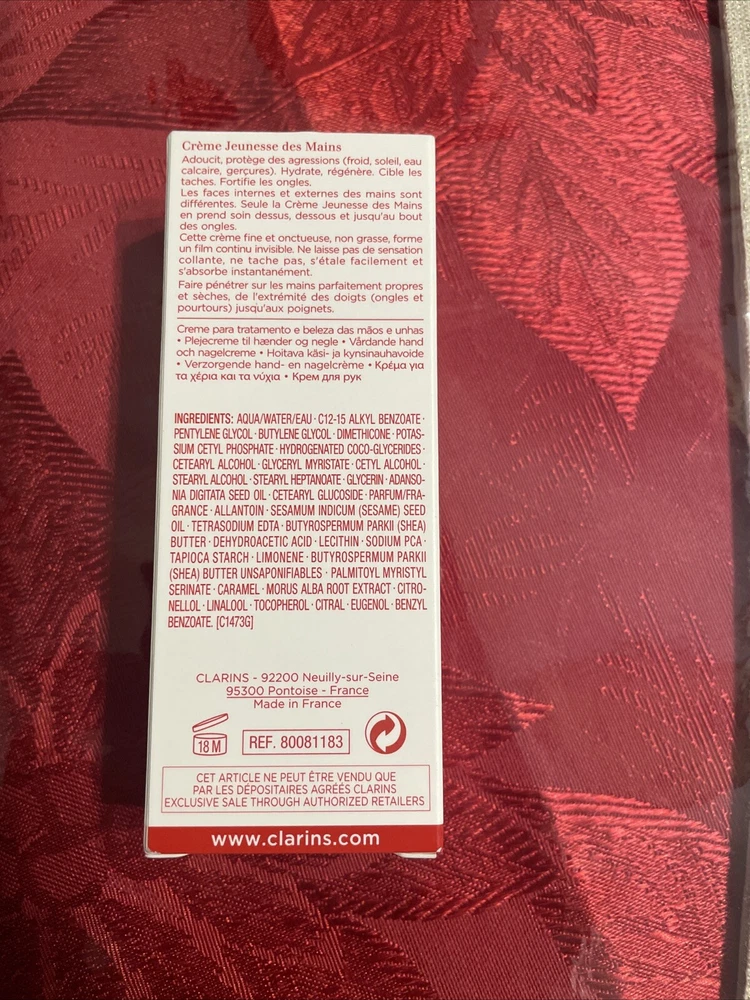 Crème Jeunesse des Mains
Adoucit, protège des agressions (froid, soleil, eau
calcaire, gerçures). Hydrate, régénère. Cible les
taches. Fortifie les ongles.
Les faces internes et externes des mains sont
différentes. Seule la Crème Jeunesse des Mains
en prend soin dessus, dessous et jusqu'au bout
des ongles.
Cette crème fine et onctueuse, non grasse, forme
un film continu invisible. Ne laisse pas de sensation
collante, ne tache pas, s'étale facilement et
s'absorbe instantanément.
Faire pénétrer sur les mains parfaitement propres
et sèches, de l'extrémité des doigts (ongles et
pourtours) jusqu'aux poignets.
Creme para tratamento e beleza das mãos e unhas
• Plejecreme til hænder og negle • Vårdande hand
och nagelcreme • Hoitava käsi- ja kynsinauhavoide
• Verzorgende hand- en nagelcrème • Κρέμα για
τα χέρια και τα νύχια • Крем для рук
INGREDIENTS: AQUA/WATER/EAU · C12-15 ALKYL BENZOATE ·
PENTYLENE GLYCOL · BUTYLENE GLYCOL · DIMETHICONE · POTAS-
SIUM CETYL PHOSPHATE · HYDROGENATED COCO-GLYCERIDES ·
CETEARYL ALCOHOL · GLYCERYL MYRISTATE · CETYL ALCOHOL ·
STEARYL ALCOHOL · STEARYL HEPTANOATE · GLYCERIN · ADANSO-
NIA DIGITATA SEED OIL · CETEARYL GLUCOSIDE · PARFUM/FRA-
GRANCE · ALLANTOIN · SESAMUM INDICUM (SESAME) SEED
OIL · TETRASODIUM EDTA · BUTYROSPERMUM PARKII (SHEA)
BUTTER · DEHYDROACETIC ACID · LECITHIN · SODIUM PCA ·
TAPIOCA STARCH · LIMONENE · BUTYROSPERMUM PARKII
(SHEA) BUTTER UNSAPONIFIABLES · PALMITOYL MYRISTYL
SERINATE · CARAMEL · MORUS ALBA ROOT EXTRACT · CITRO-
NELLOL · LINALOOL · TOCOPHEROL · CITRAL · EUGENOL · BENZYL
BENZOATE. [C1473G]
CLARINS - 92200 Neuilly-sur-Seine
95300 Pontoise - France
Made in France
18 M
REF. 80081183
CET ARTICLE NE PEUT ÊTRE VENDU QUE
PAR LES DÉPOSITAIRES AGRÉÉS CLARINS
EXCLUSIVE SALE THROUGH AUTHORIZED RETAILERS
www.clarins.com